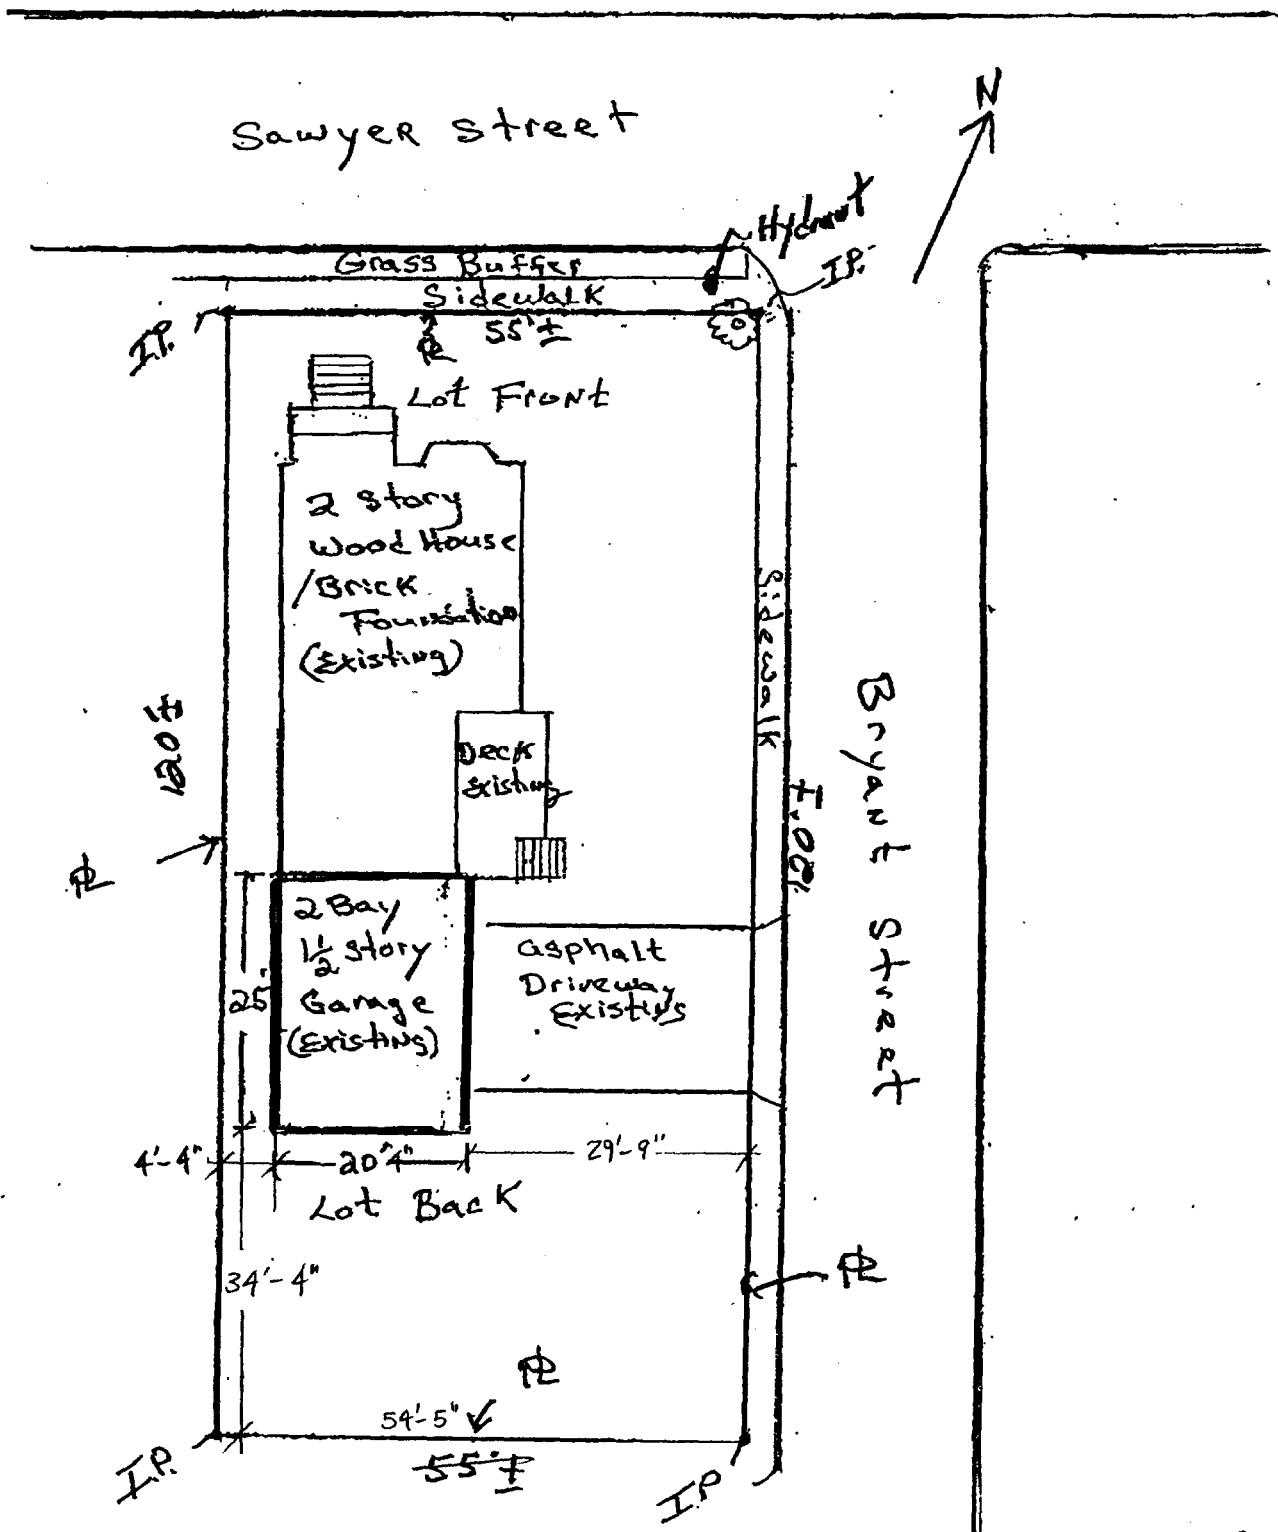 N
Sawyer Street
Hydrant
I.P.
Grass Buffer
Sidewalk
I.P.
55'±
PL
Lot Front
2 Story
Wood House
/Brick
Foundation
(Existing)
Sidewalk
Bryant Street
120'±
120'±
Deck
Existing
PL
2 Bay
1 1/2 story
Garage
(Existing)
25'
asphalt
Driveway
Existing
4'-4"
20'4"
29'-9"
Lot Back
34'-4"
PL
PL
54'-5"
55'±
I.P.
I.P